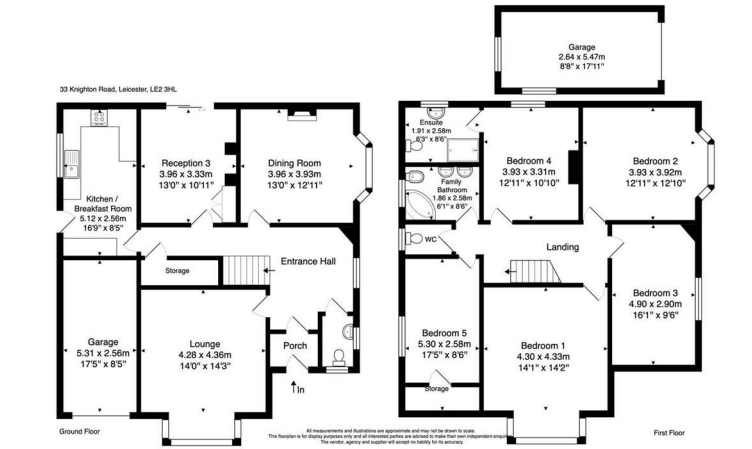 33 Knighton Road, Leicester, LE2 3HL
Garage
2.64 x 5.47m
8'8" x 17'11"
Reception 3
3.96 x 3.33m
13'0" x 10'11"
Dining Room
3.96 x 3.93m
13'0" x 12'11"
Kitchen /
Breakfast Room
5.12 x 2.56m
16'9" x 8'5"
Storage
Entrance Hall
Garage
5.31 x 2.56m
17'5" x 8'5"
Lounge
4.28 x 4.36m
14'0" x 14'3"
Porch
In
Ground Floor
Ensuite
1.91 x 2.58m
6'3" x 8'6"
Bedroom 4
3.93 x 3.31m
12'11" x 10'10"
Bedroom 2
3.93 x 3.92m
12'11" x 12'10"
Family
Bathroom
1.86 x 2.58m
6'1" x 8'6"
WC
Landing
Bedroom 3
4.90 x 2.90m
16'1" x 9'6"
Bedroom 5
5.30 x 2.58m
17'5" x 8'6"
Bedroom 1
4.30 x 4.33m
14'1" x 14'2"
Storage
First Floor
All measurements and illustrations are approximate and may not be drawn to scale.
This floorplan is for display purposes only and all interested parties are advised to make their own independent enquiries
The vendor, agency and supplier will accept no liability for its accuracy.